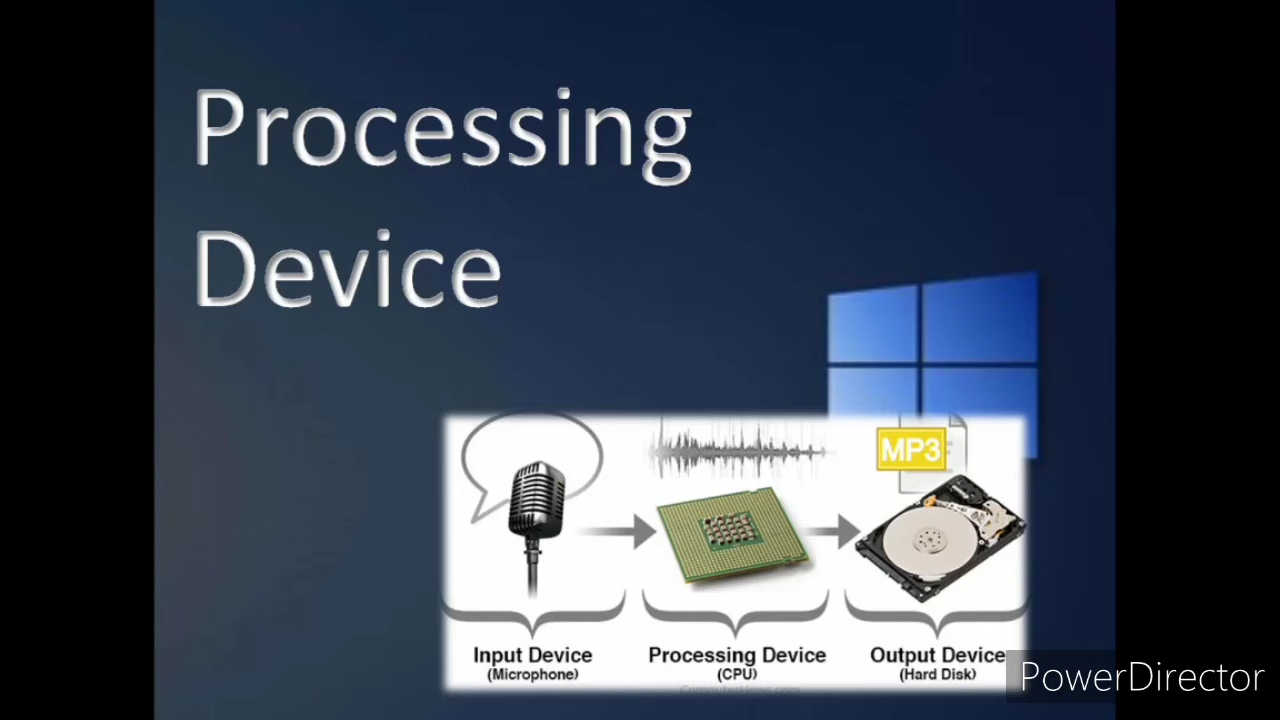 Processing
Device
MP3
Input Device
(Microphone)
Processing Device
(CPU)
Output Device
(Hard Disk)
PowerDirector